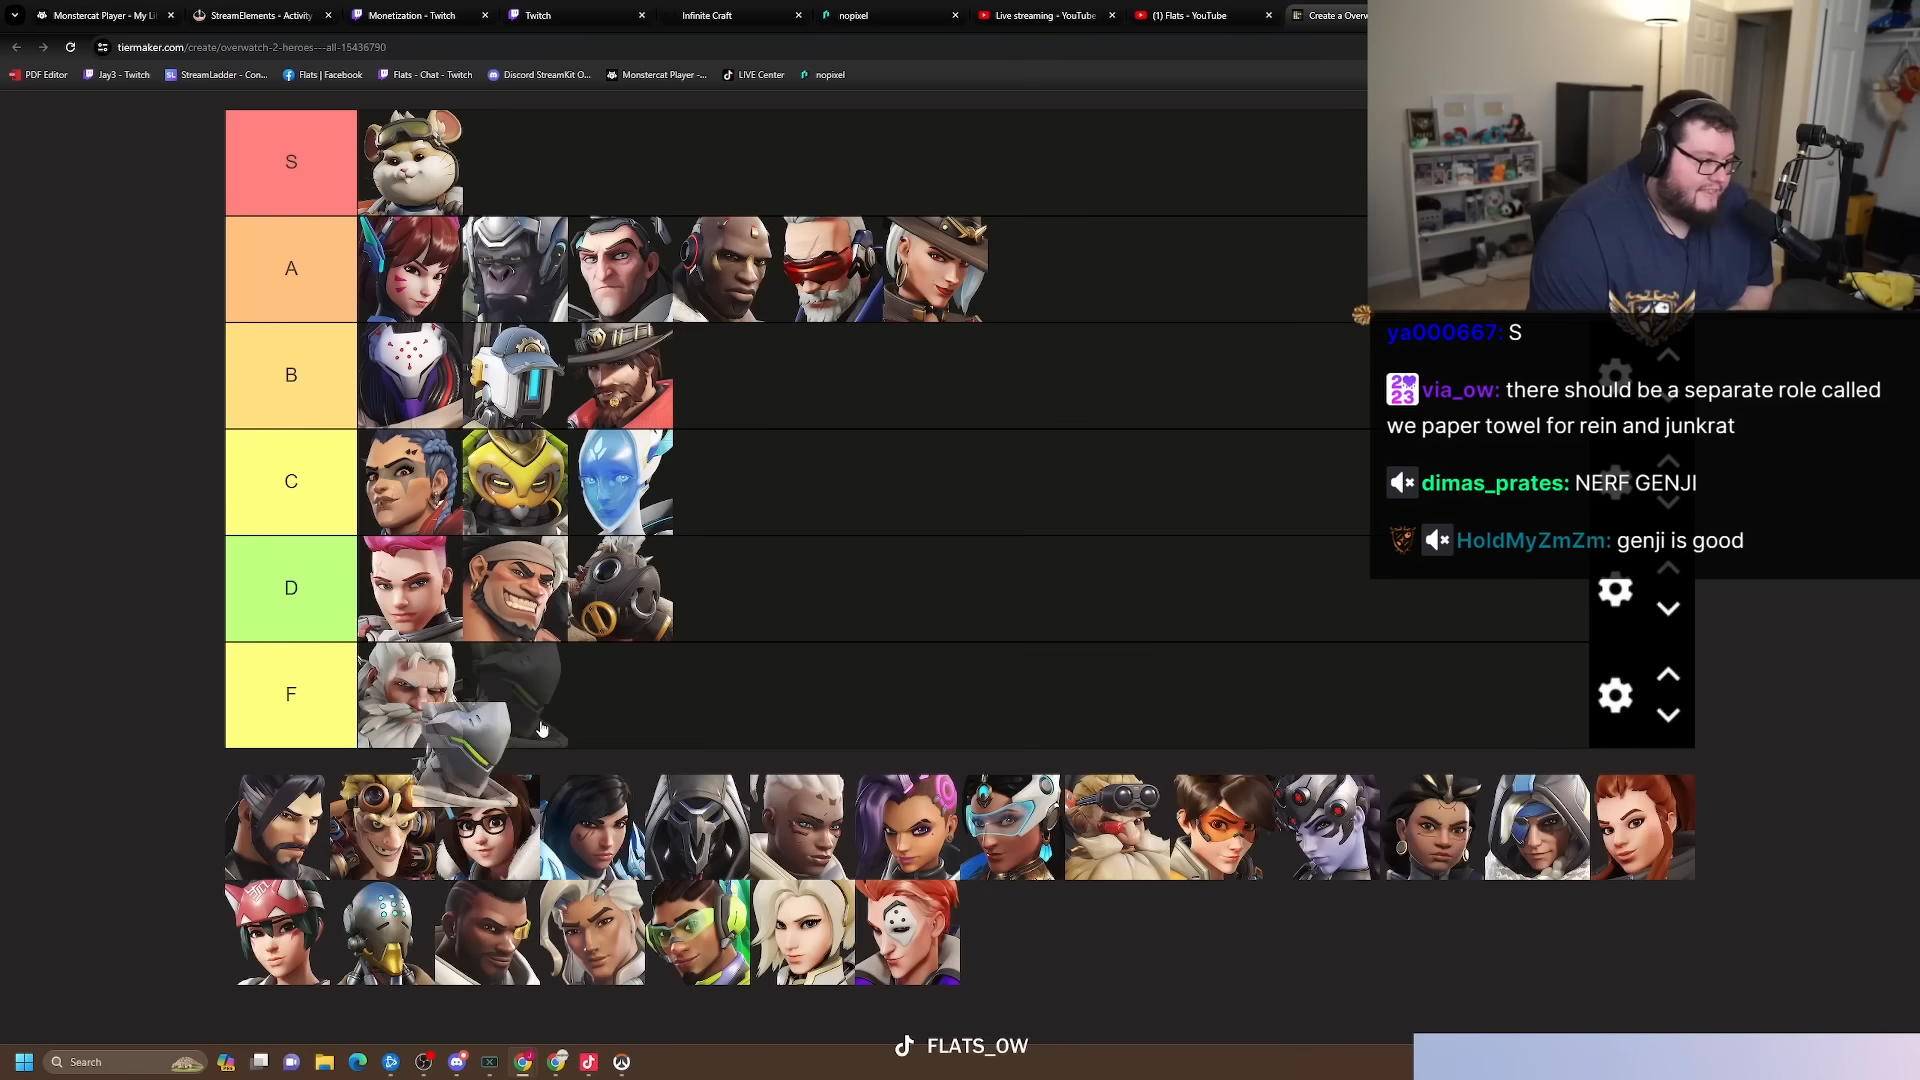 Monstercat Player - My Li
StreamElements - Activity
Monetization - Twitch
Twitch
Infinite Craft
nopixel
Live streaming - YouTube
(1) Flats - YouTube
Create a Overw
tiermaker.com/create/overwatch-2-heroes---all-15436790
PDF Editor
Jay3 - Twitch
StreamLadder - Con...
Flats | Facebook
Flats - Chat - Twitch
Discord StreamKit O...
Monstercat Player -...
LIVE Center
nopixel
S
A
B
C
D
F
ya000667: S
via_ow: there should be a separate role called
we paper towel for rein and junkrat
dimas_prates: NERF GENJI
HoldMyZmZm: genji is good
FLATS_OW
Search